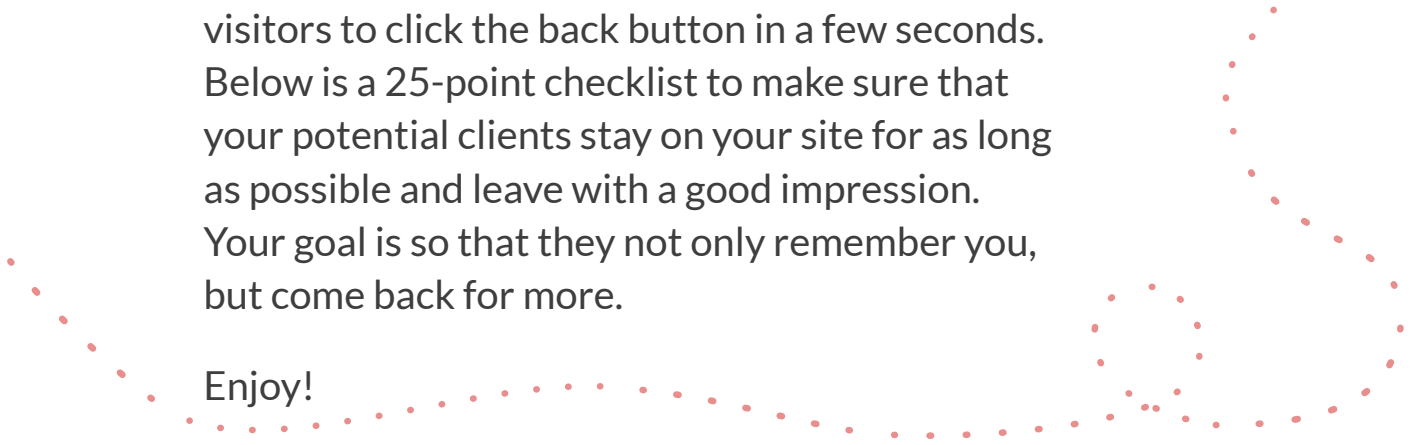 visitors to click the back button in a few seconds.
Below is a 25-point checklist to make sure that
your potential clients stay on your site for as long
as possible and leave with a good impression.
Your goal is so that they not only remember you,
but come back for more.
Enjoy!